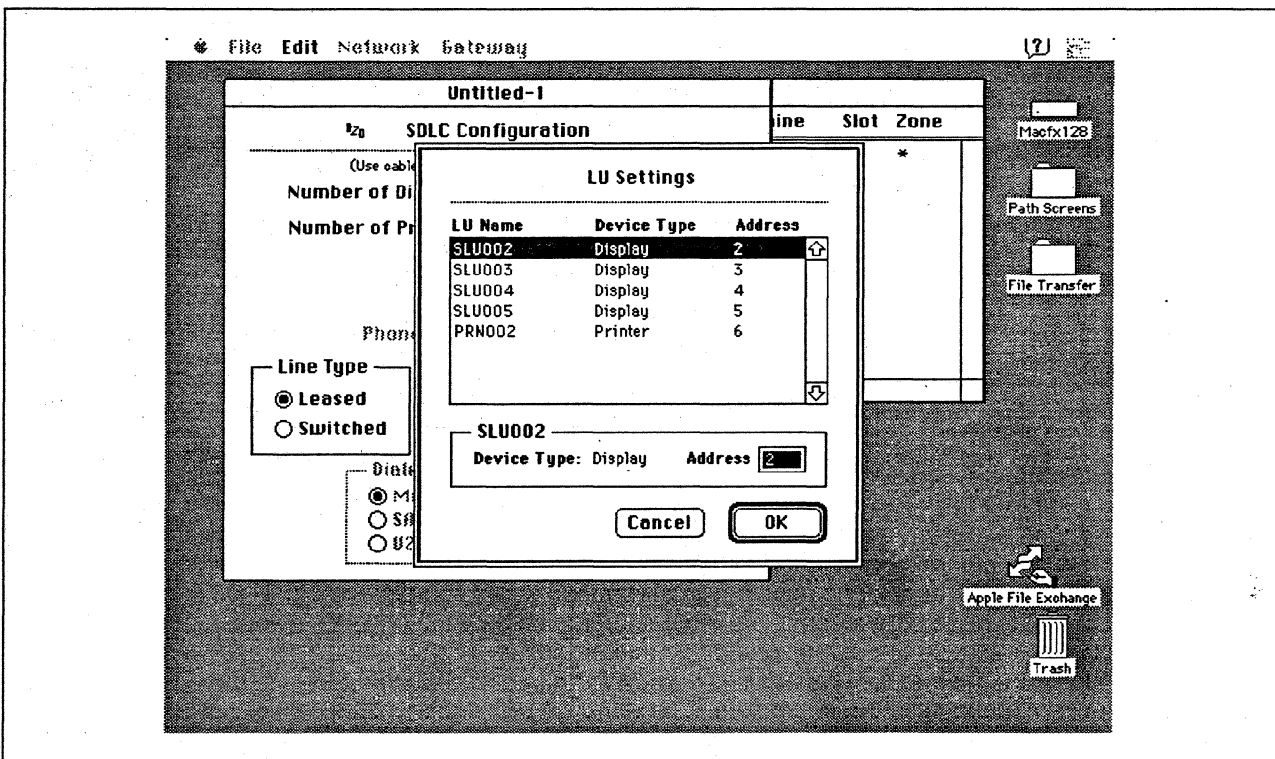 File Edit Network Gateway
Untitled-1
SDLC Configuration
ine Slot Zone
*
(Use cable
Number of Di
Number of Pr
Phone
Line Type
Leased
Switched
LU Settings
LU Name Device Type Address
SLU002 Display 2
SLU003 Display 3
SLU004 Display 4
SLU005 Display 5
PRN002 Printer 6
SLU002
Device Type: Display Address 2
Cancel OK
Macfx128
Path Screens
File Transfer
Apple File Exchange
Trash